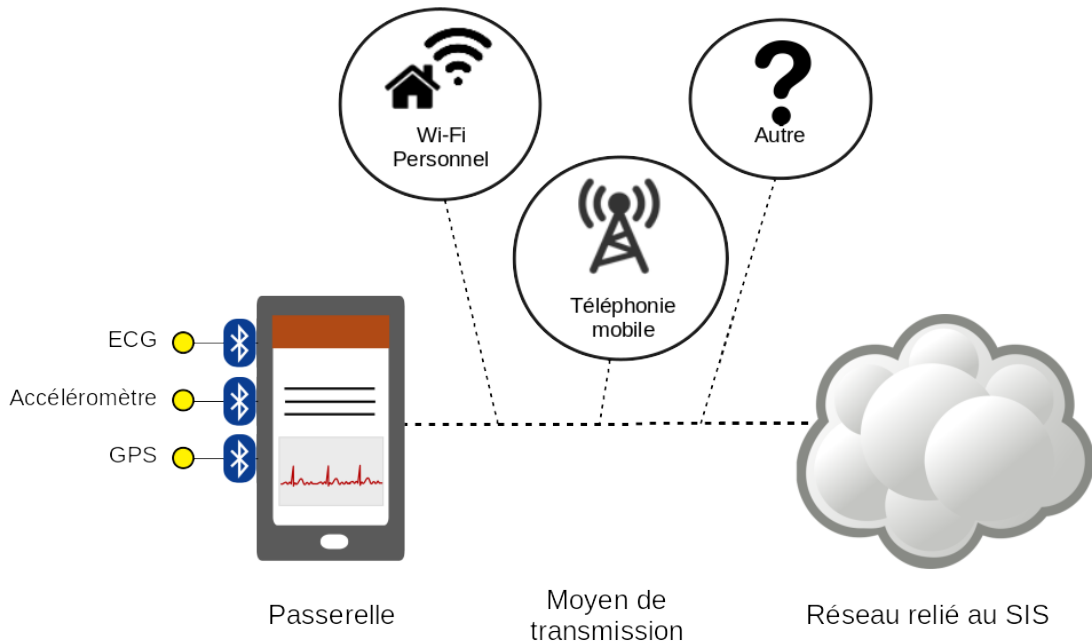 Wi-Fi
Personnel
Autre
Téléphonie
mobile
ECG
Accéléromètre
GPS
Passerelle
Moyen de
transmission
Réseau relié au SIS